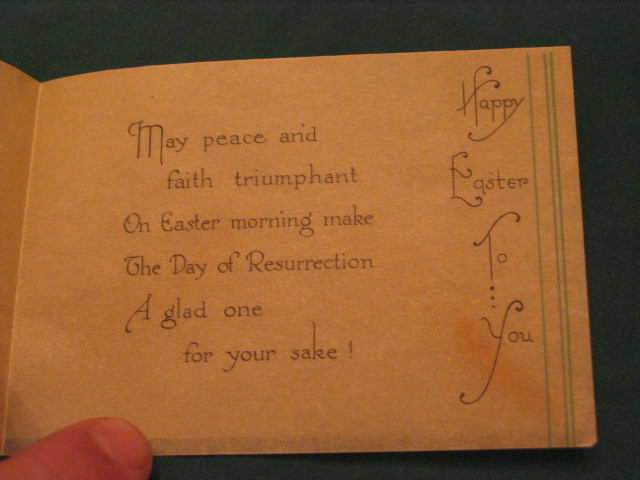 May peace and
faith triumphant
On Easter morning make
The Day of Resurrection
A glad one
for your sake !
Happy
Easter
To
...
You